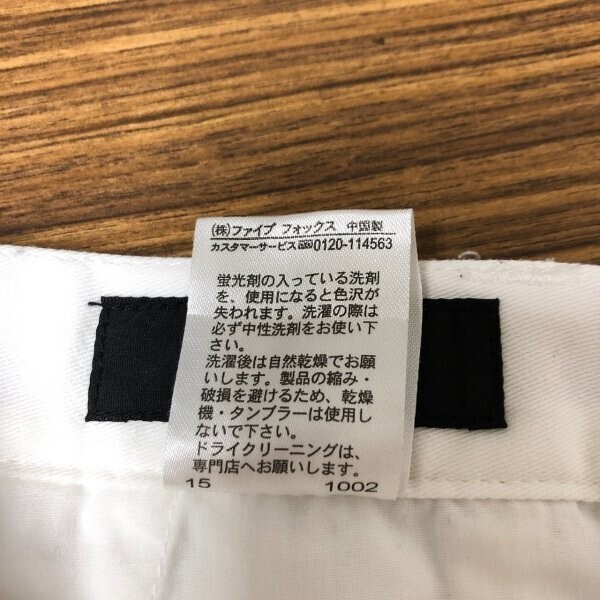 (株)ファイブ フォックス 中国製
カスタマーサービス 0120-114563
蛍光剤の入っている洗剤
を、使用になると色沢が
失われます。洗濯の際は
必ず中性洗剤をお使い下
さい。
洗濯後は自然乾燥でお願
いします。製品の縮み・
破損を避けるため、乾燥
機・タンブラーは使用し
ないで下さい。
ドライクリーニングは、
専門店へお願いします。
15 1002